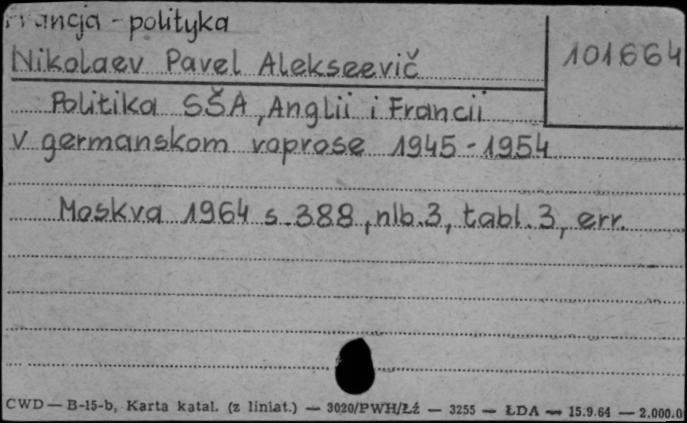 Francja - polityka
Nikolaev Pavel Alekseevič
101664
Politika SŠA, Anglii i Francii
v germanskom voprose 1945-1954
Moskva 1964 s. 388, nlb. 3, tabl. 3, err.
CWD — B-15-b, Karta katal. (z liniat.) — 3020/PWH/Łź — 3255 — ŁDA — 15.9.64 — 2.000.0